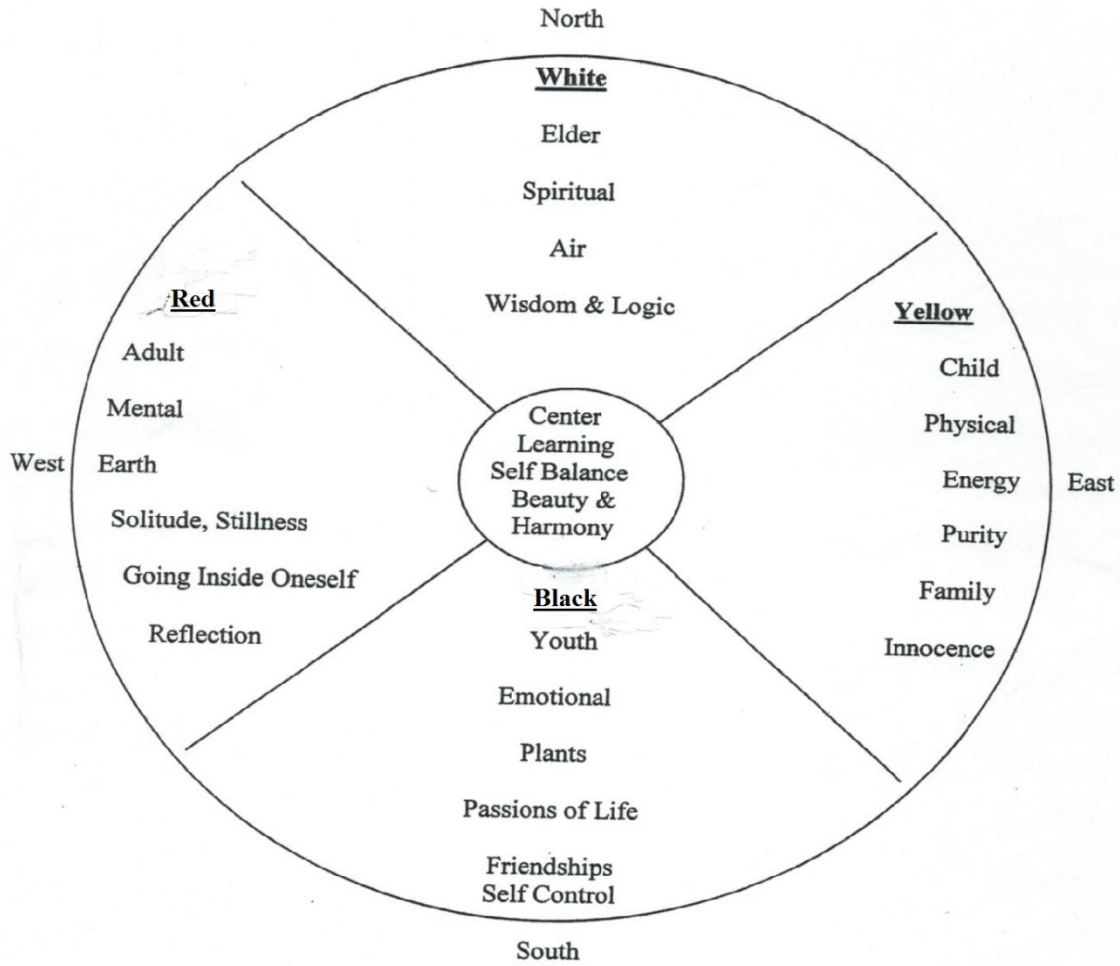 North
White
Elder
Spiritual
Air
Wisdom & Logic
Red
Adult
Mental
West
Earth
Solitude, Stillness
Going Inside Oneself
Reflection
Center
Learning
Self Balance
Beauty &
Harmony
Yellow
Child
Physical
Energy
East
Purity
Family
Innocence
Black
Youth
Emotional
Plants
Passions of Life
Friendships
Self Control
South